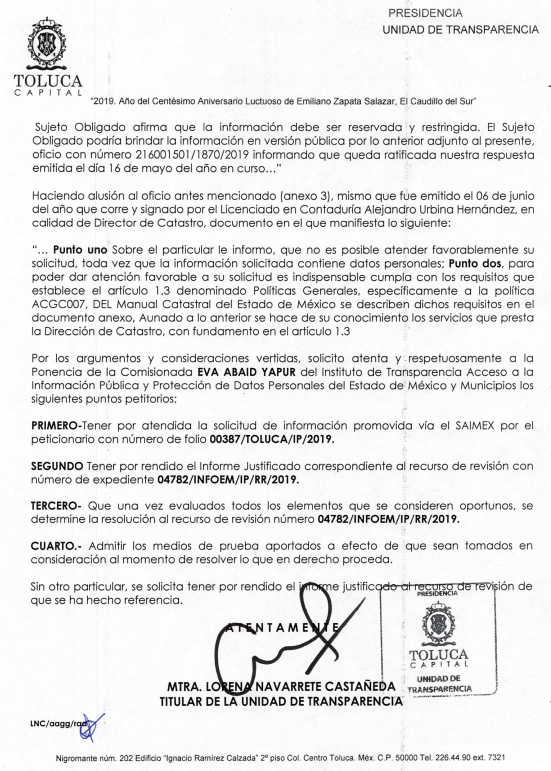 PRESIDENCIA
UNIDAD DE TRANSPARENCIA
TOLUCA
CAPITAL
"2019. Año del Centésimo Aniversario Luctuoso de Emiliano Zapata Salazar, El Caudillo del Sur"
Sujeto Obligado afirma que la información debe ser reservada y restringida. El Sujeto
Obligado podría brindar la información en versión pública por lo anterior adjunto al presente,
oficio con número 216001501/1870/2019 informando que queda ratificada nuestra respuesta
emitida el día 16 de mayo del año en curso…"
Haciendo alusión al oficio antes mencionado (anexo 3), mismo que fue emitido el 06 de junio
del año que corre y signado por el Licenciado en Contaduría Alejandro Urbina Hernández, en
calidad de Director de Catastro, documento en el que manifiesta lo siguiente:
"… Punto uno Sobre el particular le informo, que no es posible atender favorablemente su
solicitud, toda vez que la información solicitada contiene datos personales; Punto dos, para
poder dar atención favorable a su solicitud es indispensable cumpla con los requisitos que
establece el artículo 1.3 denominado Políticas Generales, específicamente a la política
ACGC007, DEL Manual Catastral del Estado de México se describen dichos requisitos en el
documento anexo, Aunado a lo anterior se hace de su conocimiento los servicios que presta
la Dirección de Catastro, con fundamento en el artículo 1.3
Por los argumentos y consideraciones vertidas, solicito atenta y respetuosamente a la
Ponencia de la Comisionada EVA ABAID YAPUR del Instituto de Transparencia Acceso a la
Información Pública y Protección de Datos Personales del Estado de México y Municipios los
siguientes puntos petitorios:
PRIMERO-Tener por atendida la solicitud de información promovida vía el SAIMEX por el
peticionario con número de folio 00387/TOLUCA/IP/2019.
SEGUNDO Tener por rendido el Informe Justificado correspondiente al recurso de revisión con
número de expediente 04782/INFOEM/IP/RR/2019.
TERCERO- Que una vez evaluados todos los elementos que se consideren oportunos, se
determine la resolución al recurso de revisión número 04782/INFOEM/IP/RR/2019.
CUARTO.- Admitir los medios de prueba aportados a efecto de que sean tomados en
consideración al momento de resolver lo que en derecho proceda.
Sin otro particular, se solicita tener por rendido el informe justificado al recurso de revisión de
que se ha hecho referencia.
PRESIDENCIA
ATENTAMENTE
TOLUCA
CAPITAL
UNIDAD DE
TRANSPARENCIA
MTRA. LORENA NAVARRETE CASTAÑEDA
TITULAR DE LA UNIDAD DE TRANSPARENCIA
LNC/aagg/rad
Nigromante núm. 202 Edificio "Ignacio Ramírez Calzada" 2° piso Col. Centro Toluca. Méx. C.P. 50000 Tel. 226.44.90 ext. 7321